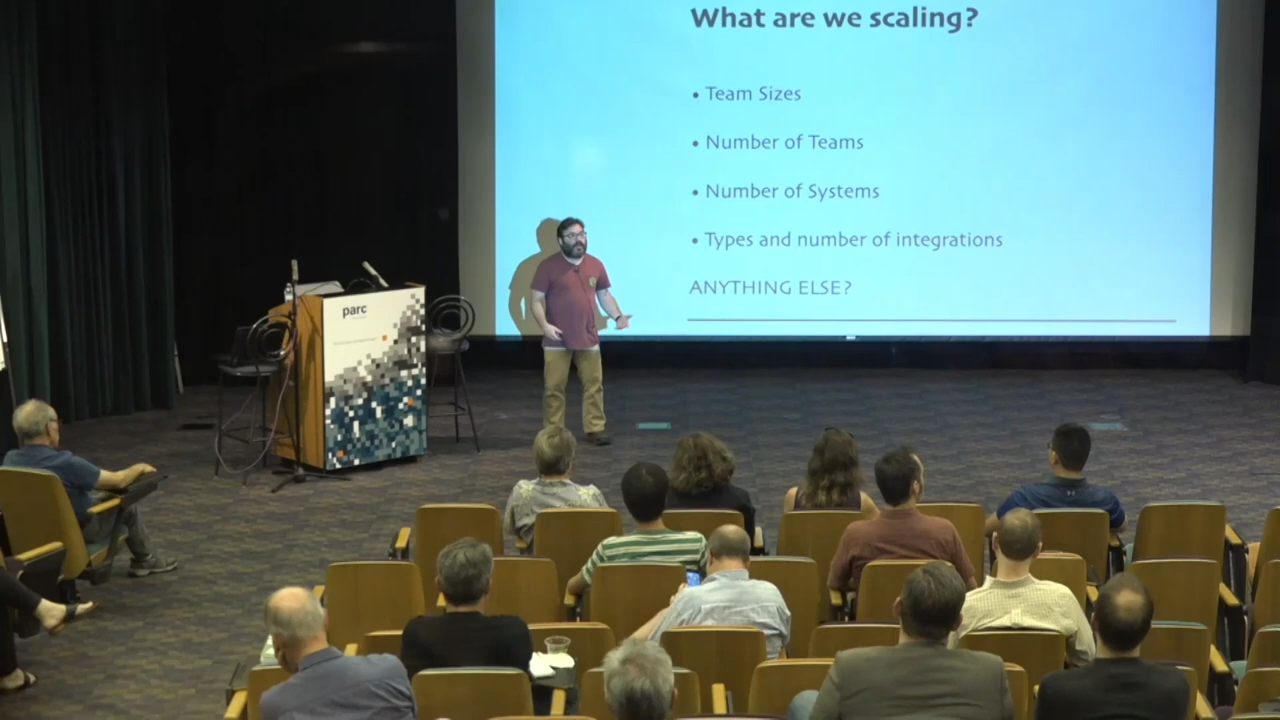 What are we scaling?
• Team Sizes
• Number of Teams
• Number of Systems
• Types and number of integrations
ANYTHING ELSE?
parc